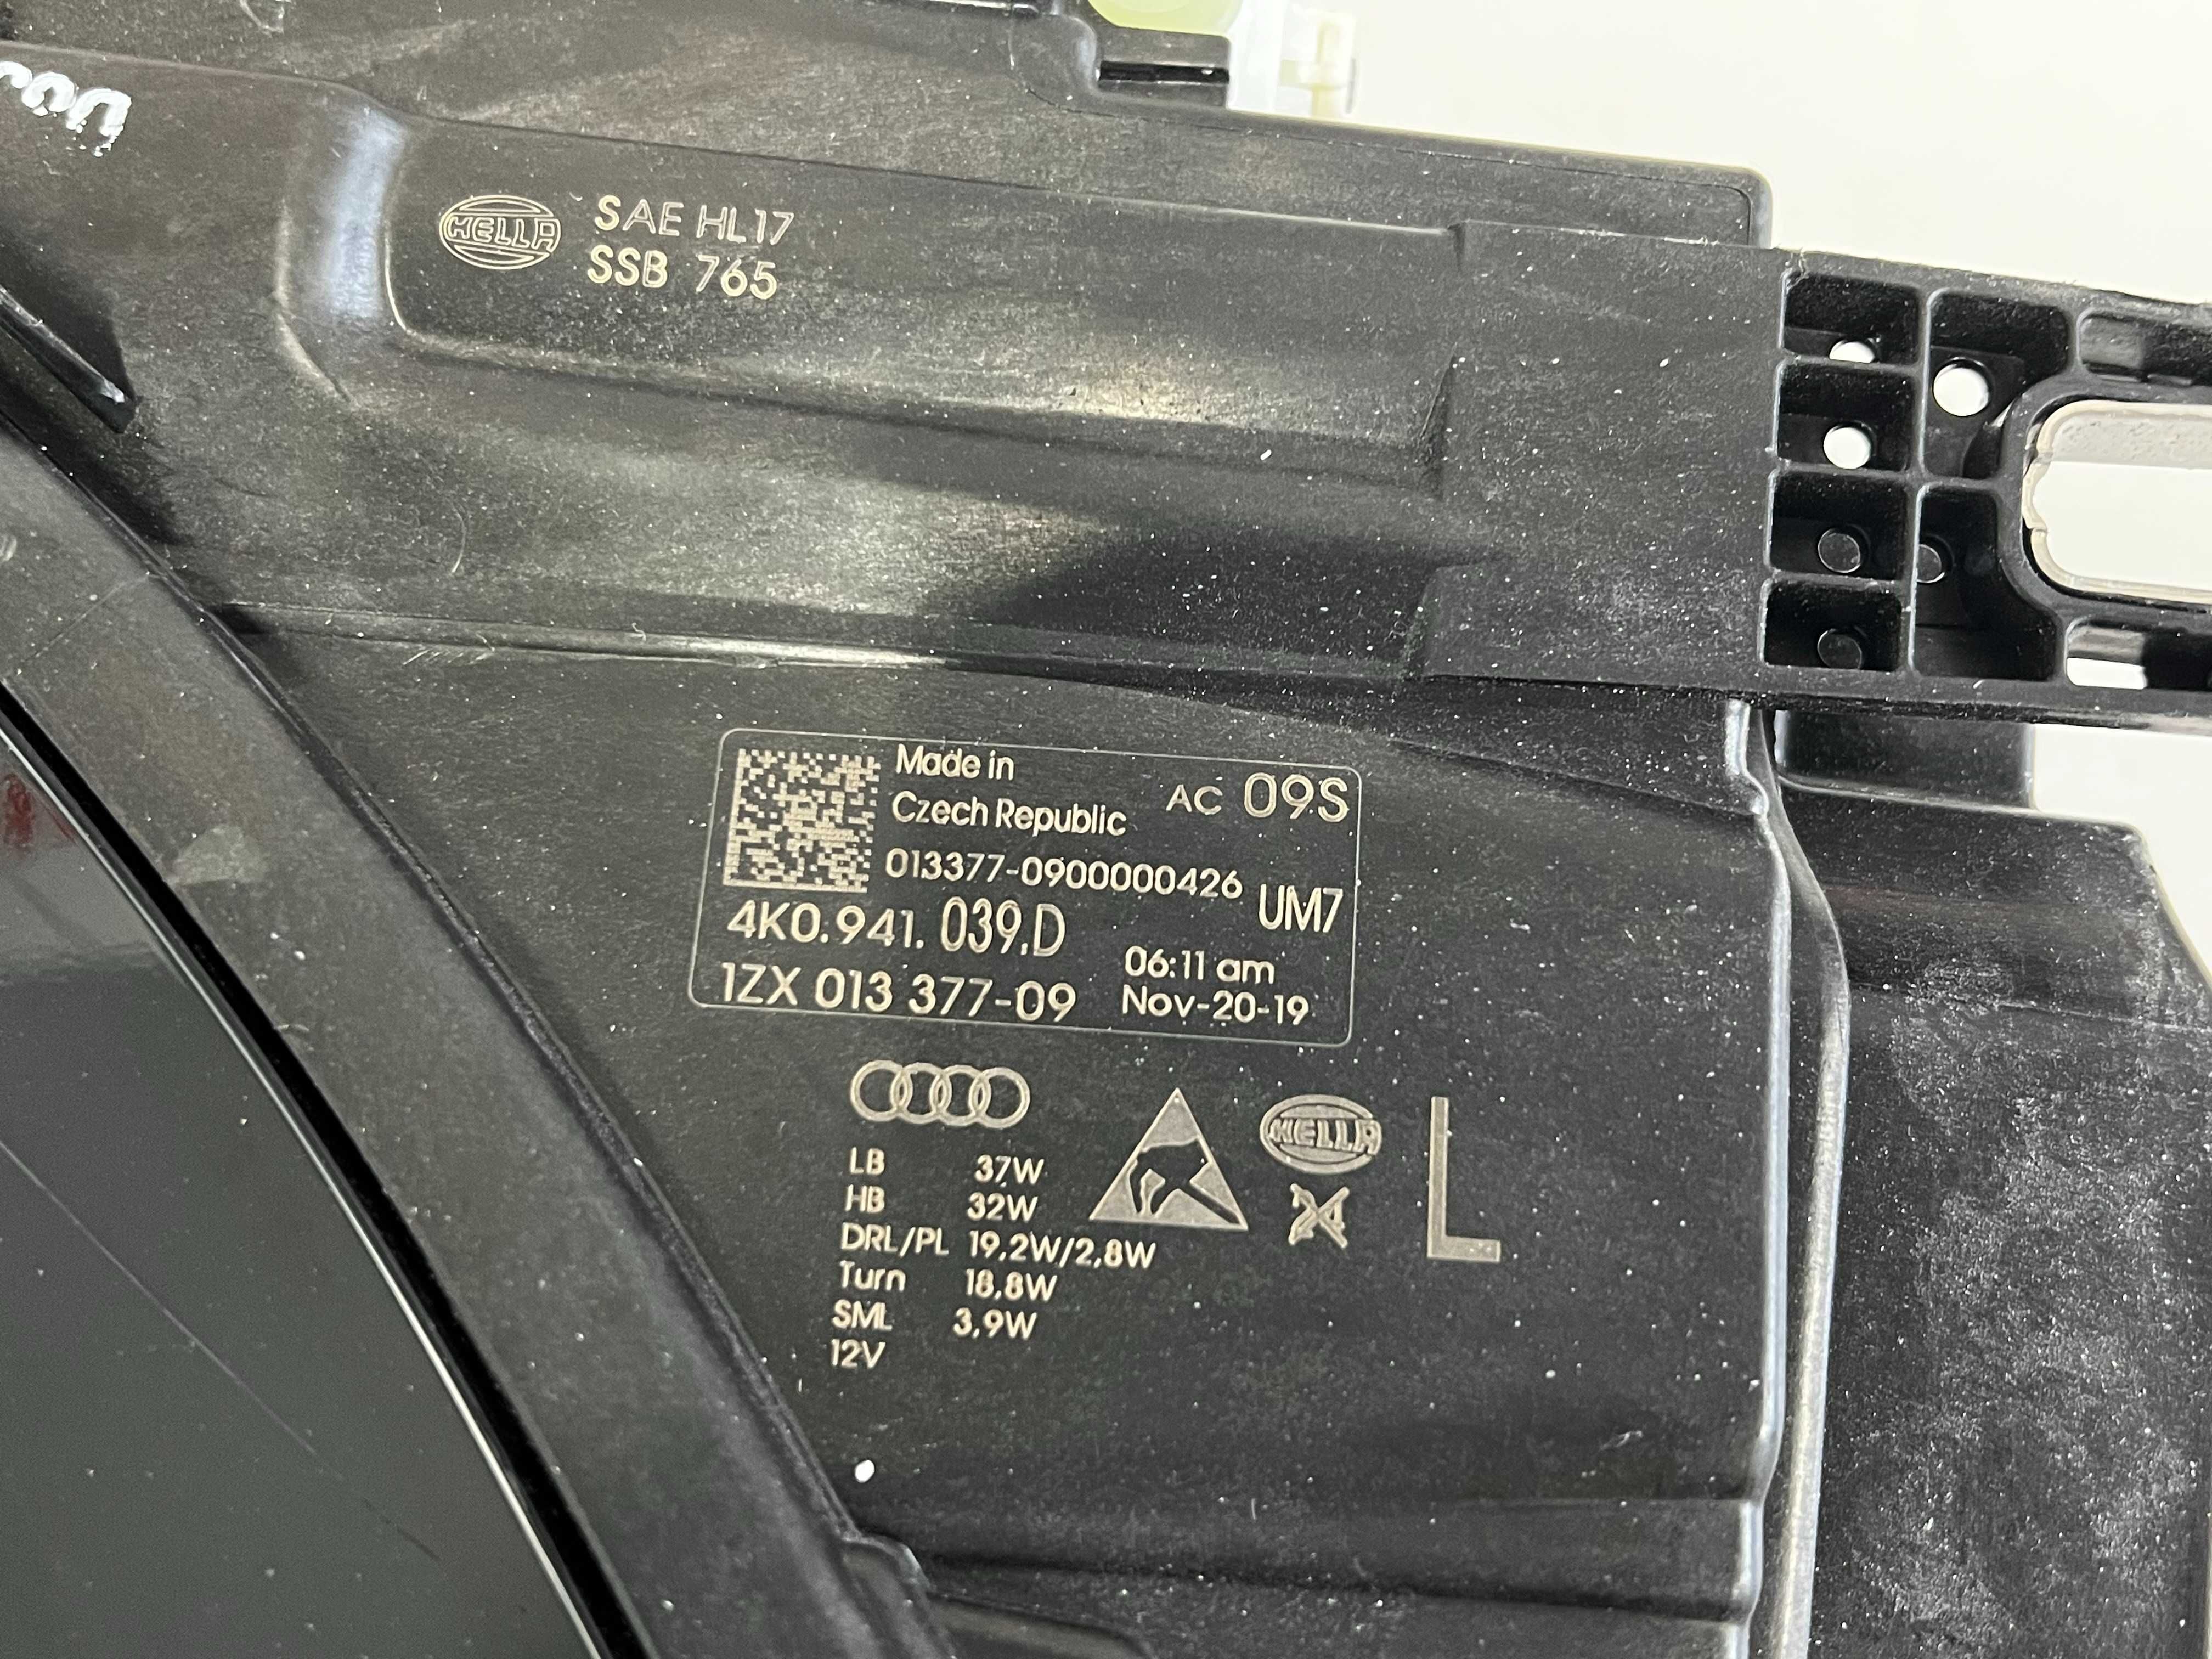 HELLA
SAE HL17
SSB 765
Made in
Czech Republic
AC 09S
013377-0900000426
UM7
4K0.941.039.D
06:11 am
1ZX 013 377-09
Nov-20-19
HELLA
L
LB 37W
HB 32W
DRL/PL 19.2W/2.8W
Turn 18.8W
SML 3.9W
12V